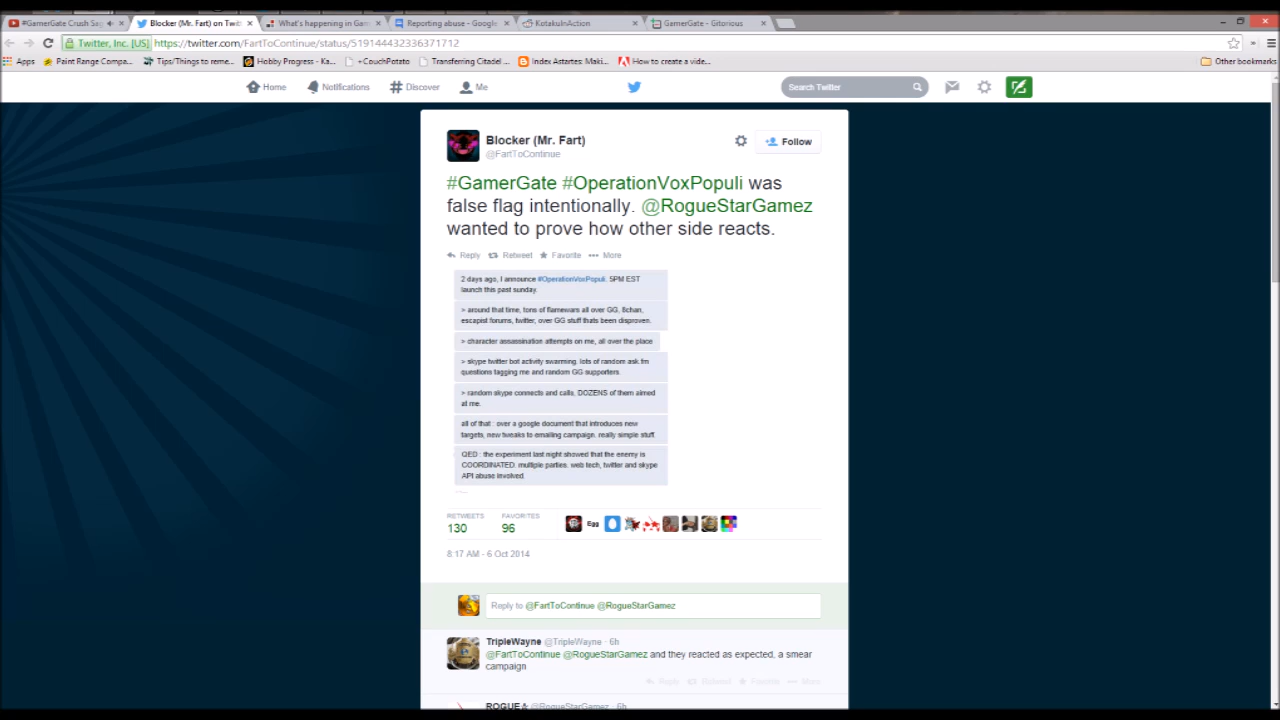 #GamerGate Crush Sag
Blocker (Mr. Fart) on Twitt
What's happening in Gam
Reporting abuse - Google
KotakuInAction
GamerGate - Gitorious
Twitter, Inc. [US]
https://twitter.com/FartToContinue/status/519144432336371712
Apps
Paint Range Compa...
Tips/Things to reme...
Hobby Progress - Ka...
+CouchPotato
Transferring Citadel ...
Index Astartes: Maki...
How to create a vide...
Other bookmarks
Home
Notifications
Discover
Me
Search Twitter
Blocker (Mr. Fart)
@FartToContinue
Follow
#GamerGate #OperationVoxPopuli was
false flag intentionally. @RogueStarGamez
wanted to prove how other side reacts.
Reply Retweet Favorite More
2 days ago, I announce #OperationVoxPopuli. 5PM EST
launch this past sunday.
> around that time, tons of flamewars all over GG, 8chan,
escapist forums, twitter, over GG stuff thats been disproven.
> character assassination attempts on me, all over the place
> skype twitter bot activity swarming. lots of random ask.fm
questions tagging me and random GG supporters.
> random skype connects and calls, DOZENS of them aimed
at me.
all of that : over a google document that introduces new
targets, new tweaks to emailing campaign. really simple stuff.
QED : the experiment last night showed that the enemy is
COORDINATED: multiple parties. web tech, twitter and skype
API abuse involved.
RETWEETS
130
FAVORITES
96
Egg
8:17 AM - 6 Oct 2014
Reply to @FartToContinue @RogueStarGamez
TripleWayne @TripleWayne · 6h
@FartToContinue @RogueStarGamez and they reacted as expected, a smear
campaign
Reply Retweet Favorite More
ROGUE☆ @RogueStarGamez · 6h